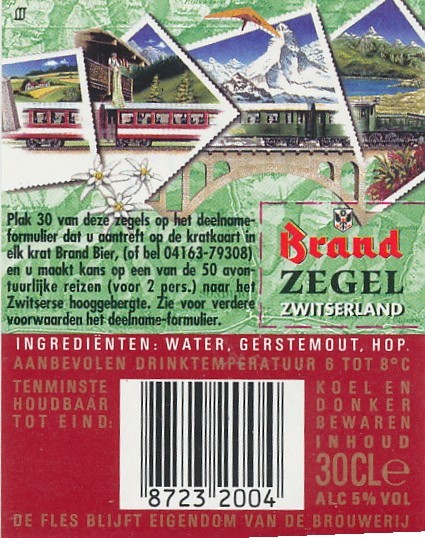 Plak 30 van deze zegels op het deelname-
formulier dat u aantreft op de kratkaart in
elk krat Brand Bier, (of bel 04163-79308)
en u maakt kans op een van de 50 avon-
tuurlijke reizen (voor 2 pers.) naar het
Zwitserse hooggebergte. Zie voor verdere
voorwaarden het deelname-formulier.
Brand
ZEGEL
ZWITSERLAND
INGREDIËNTEN: WATER, GERSTEMOUT, HOP.
AANBEVOLEN DRINKTEMPERATUUR 6 TOT 8°C
TENMINSTE
HOUDBAAR
TOT EIND:
8723 2004
KOEL EN
DONKER
BEWAREN
INHOUD
30CL e
ALC 5% VOL
DE FLES BLIJFT EIGENDOM VAN DE BROUWERIJ